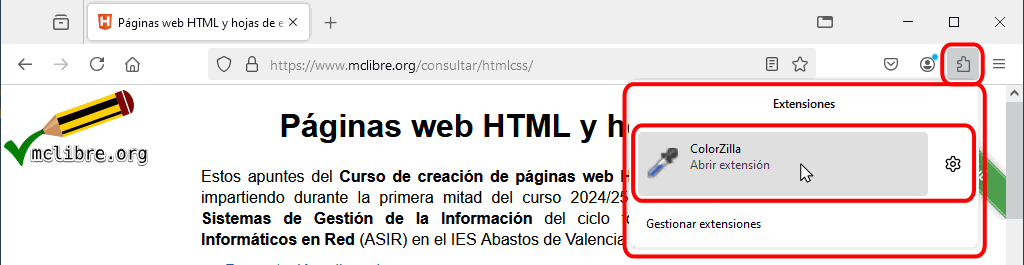 Páginas web HTML y hojas de e
https://www.mclibre.org/consultar/htmlcss/
Extensiones
ColorZilla
Abrir extensión
Gestionar extensiones
mclibre.org
Páginas web HTML y h
Estos apuntes del Curso de creación de páginas web H
impartiendo durante la primera mitad del curso 2024/25
Sistemas de Gestión de la Información del ciclo fo
Informáticos en Red (ASIR) en el IES Abastos de Valencia